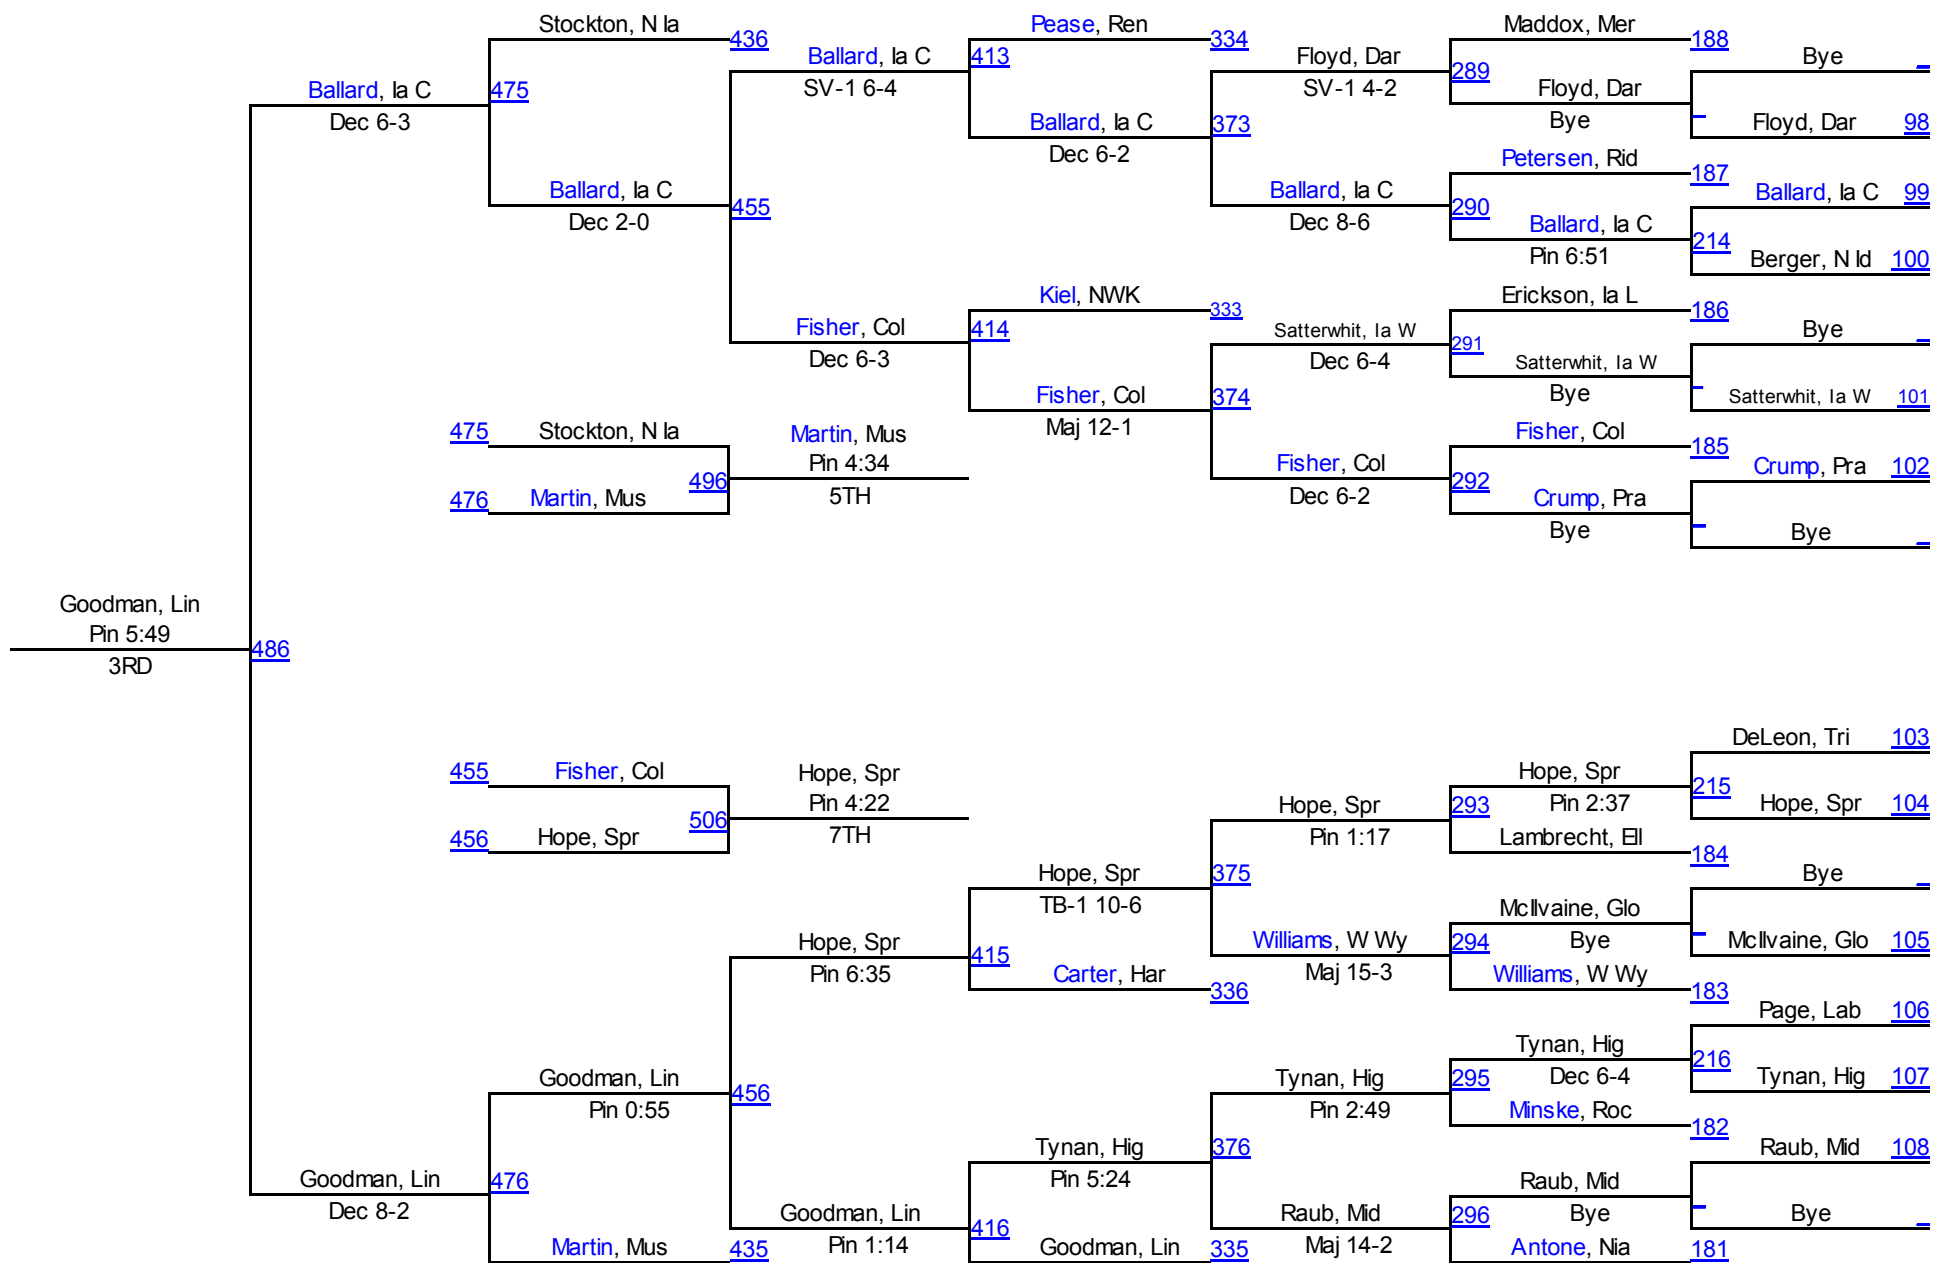 Stockton, N Ia
436
Pease, Ren
334
Maddox, Mer
188
Bye
Ballard, Ia C
SV-1 6-4
413
Floyd, Dar
SV-1 4-2
289
Floyd, Dar
Bye
Floyd, Dar 98
Ballard, Ia C
Dec 6-3
475
Ballard, Ia C
Dec 6-2
373
Petersen, Rid
187
Ballard, Ia C 99
Ballard, Ia C
Dec 2-0
455
Ballard, Ia C
Dec 8-6
290
Ballard, Ia C
Pin 6:51
214
Berger, N Id 100
Kiel, NWK
333
Erickson, Ia L
186
Bye
Fisher, Col
Dec 6-3
414
Satterwhit, Ia W
Dec 6-4
291
Satterwhit, Ia W
Bye
Satterwhit, Ia W 101
Fisher, Col
Maj 12-1
374
Fisher, Col
185
Crump, Pra 102
475 Stockton, N Ia
476 Martin, Mus
496
Martin, Mus
Pin 4:34
5TH
Fisher, Col
Dec 6-2
292
Crump, Pra
Bye
Bye
Goodman, Lin
Pin 5:49
3RD
486
DeLeon, Tri 103
455 Fisher, Col
456 Hope, Spr
506
Hope, Spr
Pin 4:22
7TH
Hope, Spr
Pin 1:17
293
Hope, Spr
Pin 2:37
215
Hope, Spr 104
Lambrecht, Ell
184
Hope, Spr
TB-1 10-6
375
Bye
McIlvaine, Glo
Bye
McIlvaine, Glo 105
Hope, Spr
Pin 6:35
415
Williams, W Wy
Maj 15-3
294
Williams, W Wy
183
Carter, Har
336
Page, Lab 106
Goodman, Lin
Pin 0:55
456
Tynan, Hig
Pin 2:49
295
Tynan, Hig
Dec 6-4
216
Tynan, Hig 107
Minske, Roc
182
Tynan, Hig
Pin 5:24
376
Raub, Mid 108
Goodman, Lin
Dec 8-2
476
Raub, Mid
Bye
Bye
Goodman, Lin
Pin 1:14
416
Raub, Mid
Maj 14-2
296
Martin, Mus
435
Goodman, Lin
335
Antone, Nia
181